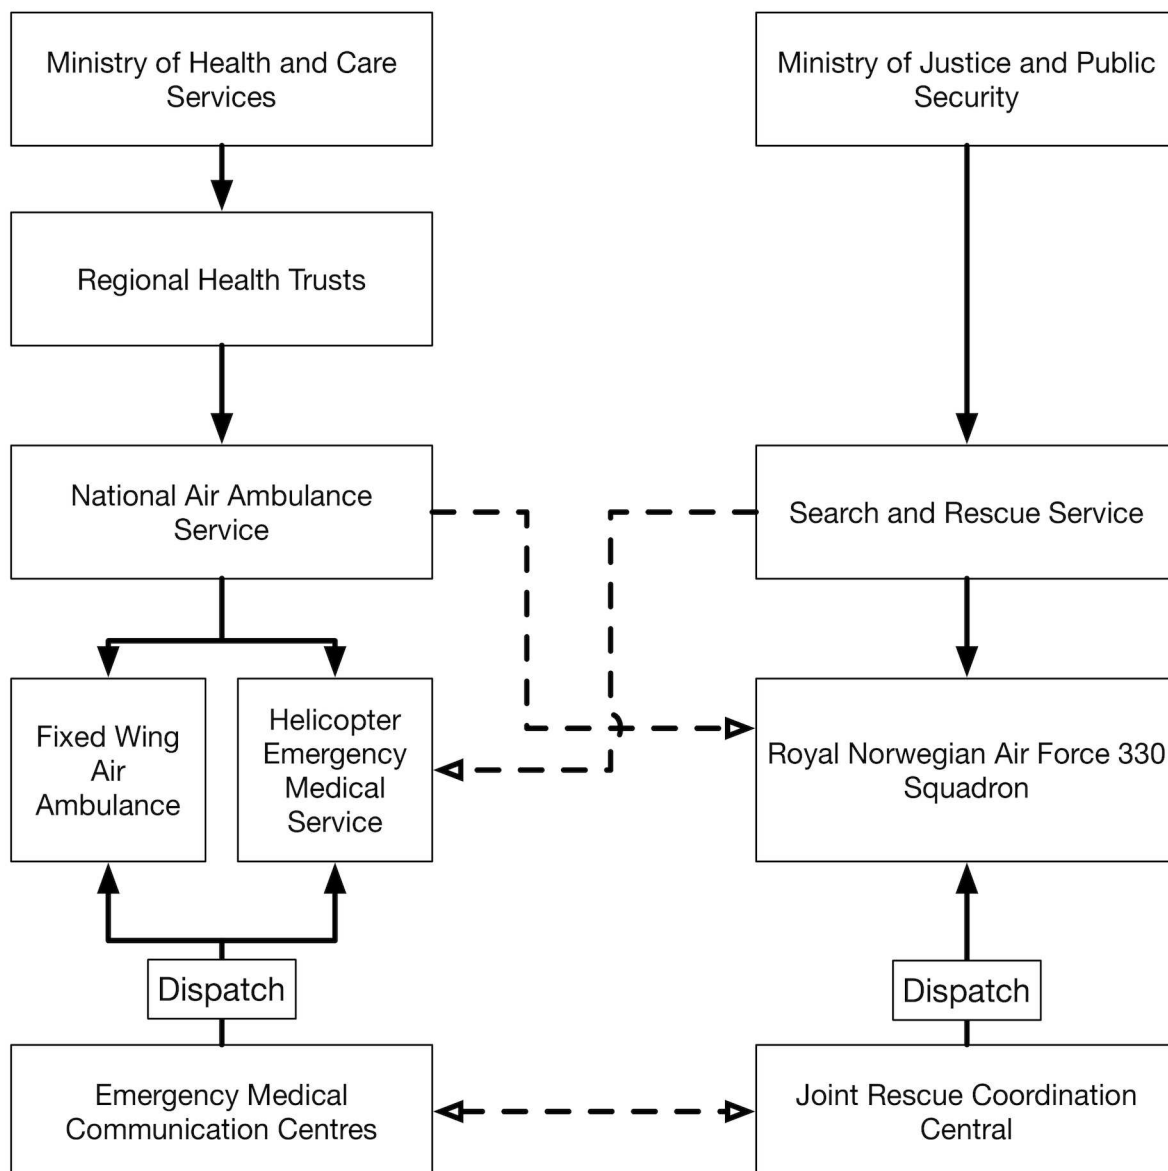 Ministry of Health and Care
Services
Ministry of Justice and Public
Security
Regional Health Trusts
National Air Ambulance
Service
Search and Rescue Service
Fixed Wing
Air
Ambulance
Helicopter
Emergency
Medical
Service
Royal Norwegian Air Force 330
Squadron
Dispatch
Dispatch
Emergency Medical
Communication Centres
Joint Rescue Coordination
Central